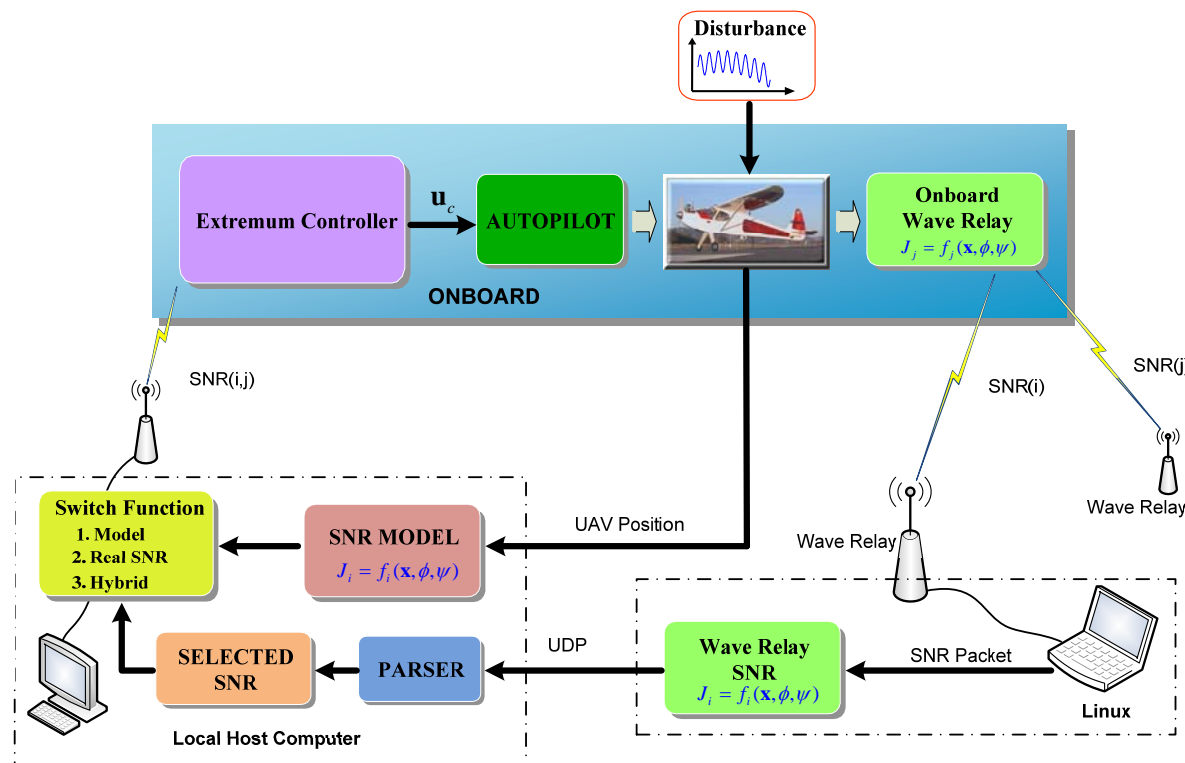 Disturbance
Extremum Controller
u_c
AUTOPILOT
Onboard
Wave Relay
J_j = f_j(x,ϕ,ψ)
ONBOARD
SNR(i,j)
SNR(i)
SNR(j
Switch Function
1. Model
2. Real SNR
3. Hybrid
SNR MODEL
J_i = f_i(x,ϕ,ψ)
UAV Position
Wave Relay
Wave Relay
SELECTED
SNR
PARSER
UDP
Wave Relay
SNR
J_i = f_i(x,ϕ,ψ)
SNR Packet
Linux
Local Host Computer